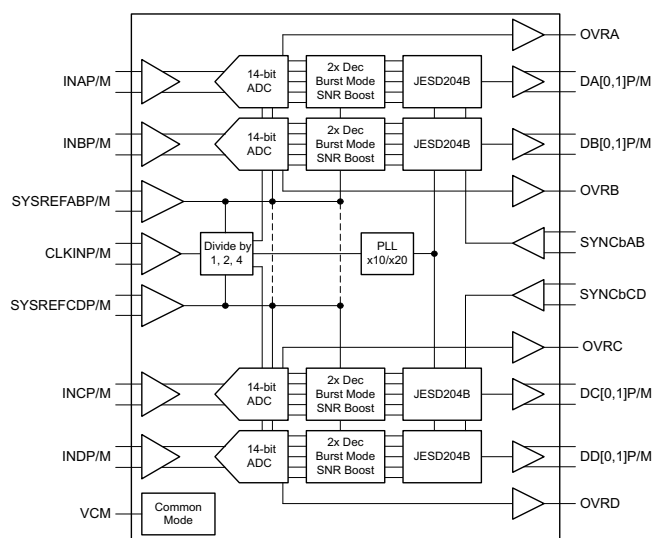 OVRA
INAP/M
14-bit
ADC
2x Dec
Burst Mode
SNR Boost
JESD204B
DA[0,1]P/M
INBP/M
14-bit
ADC
2x Dec
Burst Mode
SNR Boost
JESD204B
DB[0,1]P/M
SYSREFABP/M
OVRB
CLKINP/M
Divide by
1, 2, 4
PLL
x10/x20
SYNCbAB
SYSREFCDP/M
SYNCbCD
OVRC
INCP/M
14-bit
ADC
2x Dec
Burst Mode
SNR Boost
JESD204B
DC[0,1]P/M
INDP/M
14-bit
ADC
2x Dec
Burst Mode
SNR Boost
JESD204B
DD[0,1]P/M
OVRD
VCM
Common
Mode